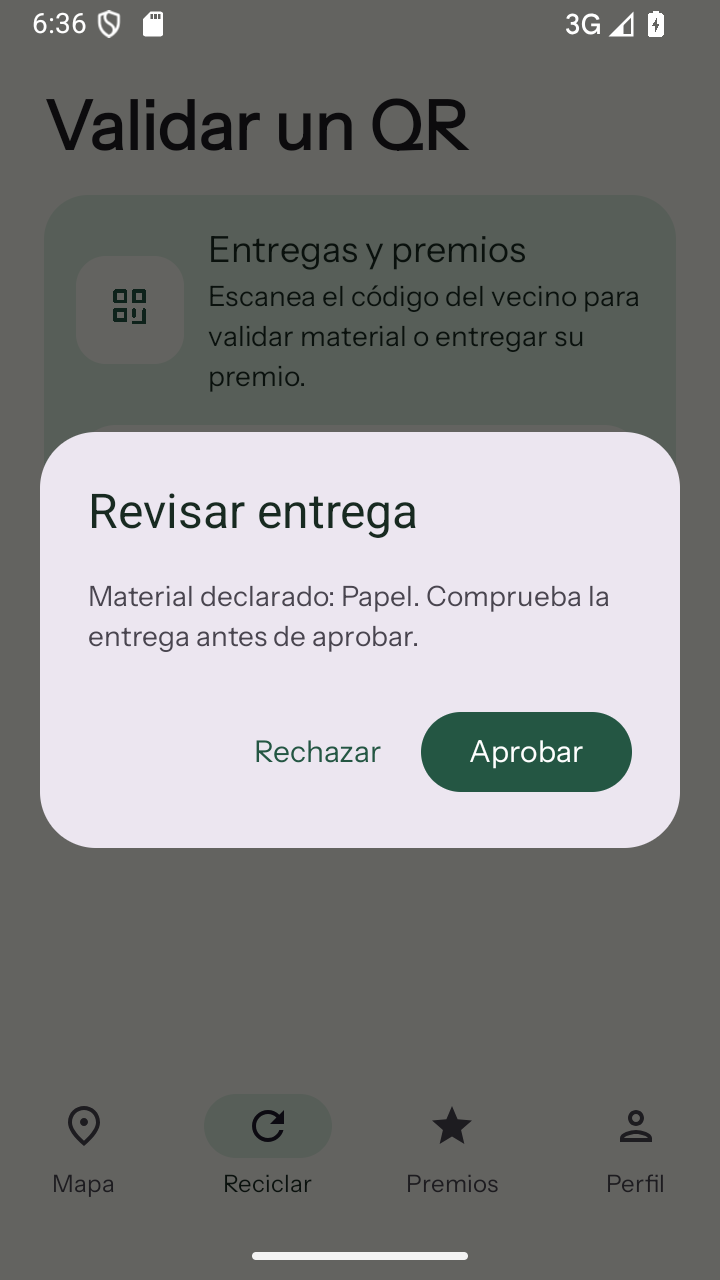 6:36
3G
Validar un QR
Entregas y premios
Escanea el código del vecino para
validar material o entregar su
premio.
Revisar entrega
Material declarado: Papel. Comprueba la
entrega antes de aprobar.
Rechazar
Aprobar
Mapa
Reciclar
Premios
Perfil